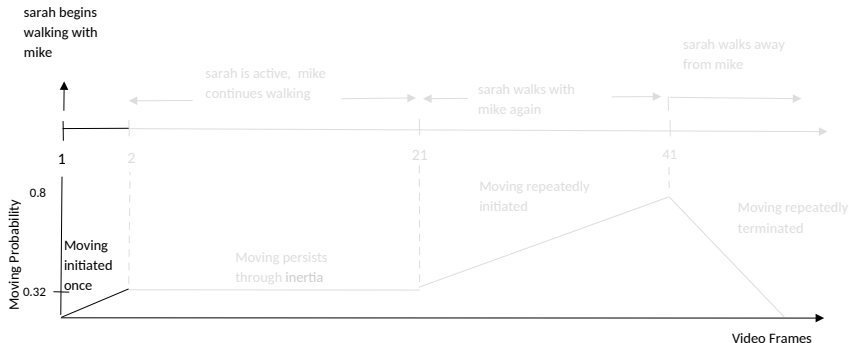 sarah begins
walking with
mike
sarah is active,  mike
continues walking
sarah walks with
mike again
sarah walks away
from mike
1
2
21
41
0.8
Moving Probability
Moving
initiated
once
0.32
Moving persists
through inertia
Moving repeatedly
initiated
Moving repeatedly
terminated
Video Frames